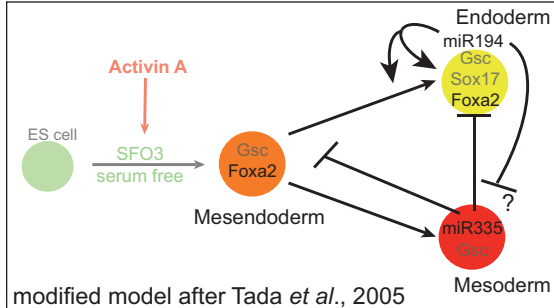 Endoderm
miR194
Gsc
Sox17
Foxa2
Activin A
ES cell
SFO3
serum free
Gsc
Foxa2
Mesendoderm
?
miR335
Gsc
Mesoderm
modified model after Tada et al., 2005